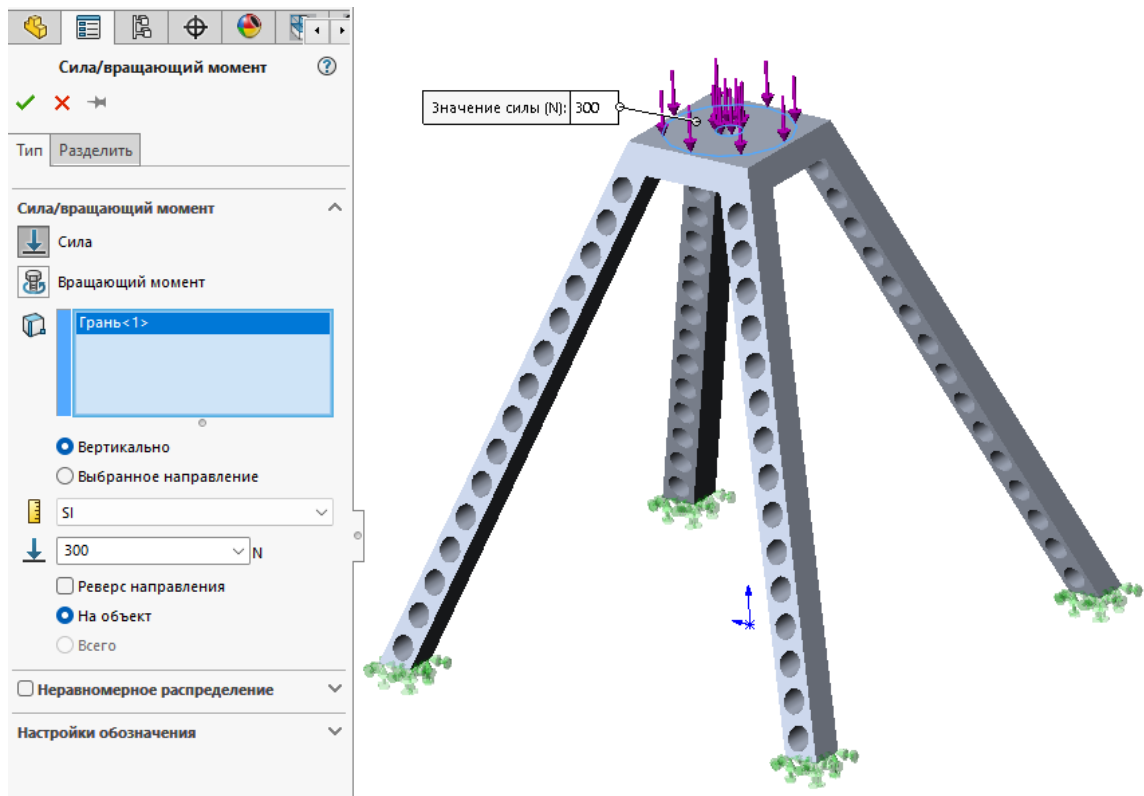 Сила/вращающий момент
Тип Разделить
Сила/вращающий момент
Сила
Вращающий момент
Грань<1>
Вертикально
Выбранное направление
SI
300 N
Реверс направления
На объект
Всего
Неравномерное распределение
Настройки обозначения
Значение силы (N): 300